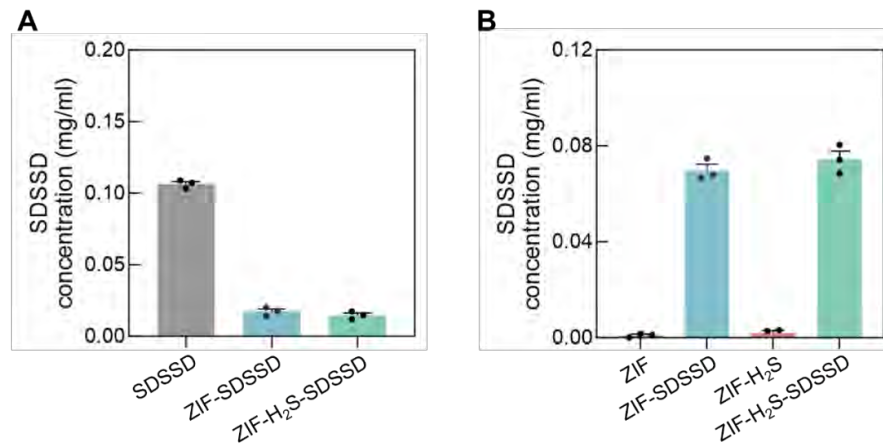 A
SDSSD
concentration (mg/ml)
0.20
0.15
0.10
0.05
0.00
SDSSD
ZIF-SDSSD
ZIF-H₂S-SDSSD
B
SDSSD
concentration (mg/ml)
0.12
0.08
0.04
0.00
ZIF
ZIF-SDSSD
ZIF-H₂S
ZIF-H₂S-SDSSD